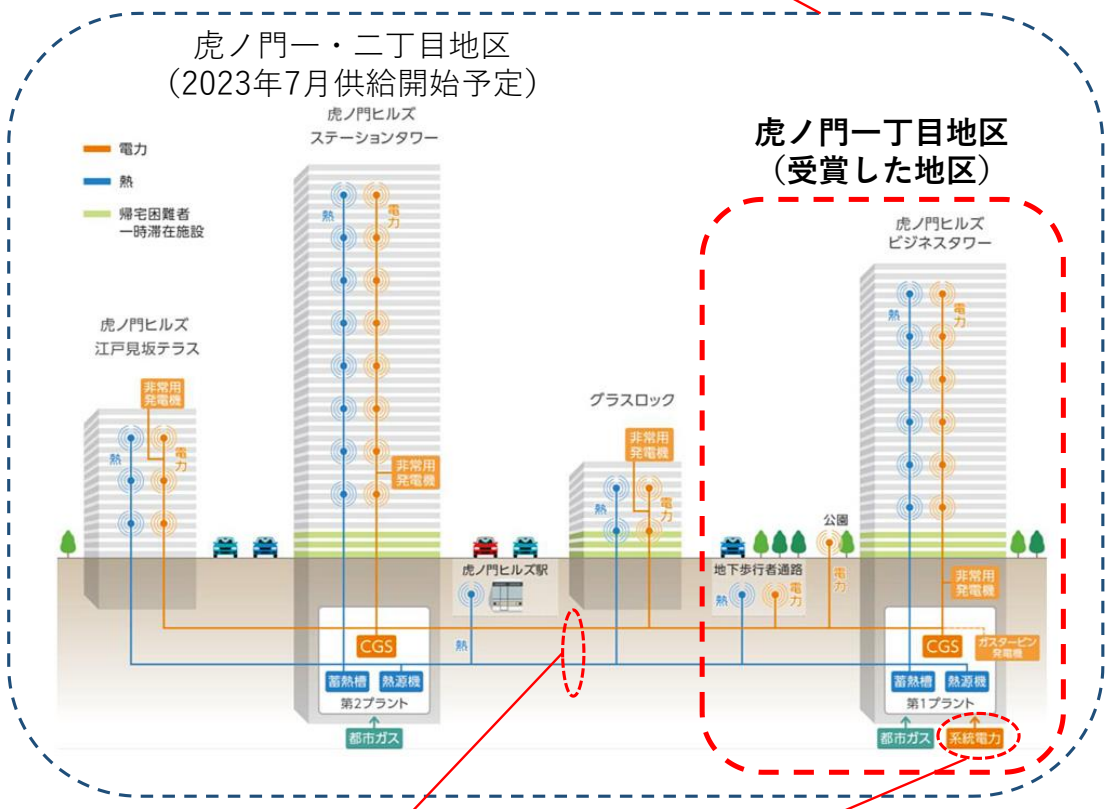 虎ノ門一・二丁目地区
（2023年7月供給開始予定）
虎ノ門ヒルズ
ステーションタワー
虎ノ門一丁目地区
（受賞した地区）
電力
熱
帰宅困難者
一時滞在施設
虎ノ門ヒルズ
ビジネスタワー
熱
電力
熱
電力
虎ノ門ヒルズ
江戸見坂テラス
非常用
発電機
熱
電力
非常用
発電機
グラスロック
非常用
発電機
熱
電力
公園
電力
虎ノ門ヒルズ駅
熱
地下歩行者通路
熱
電力
非常用
発電機
CGS
蓄熱槽
熱源機
第2プラント
都市ガス
CGS
ガスタービン
発電機
蓄熱槽
熱源機
第1プラント
都市ガス
系統電力